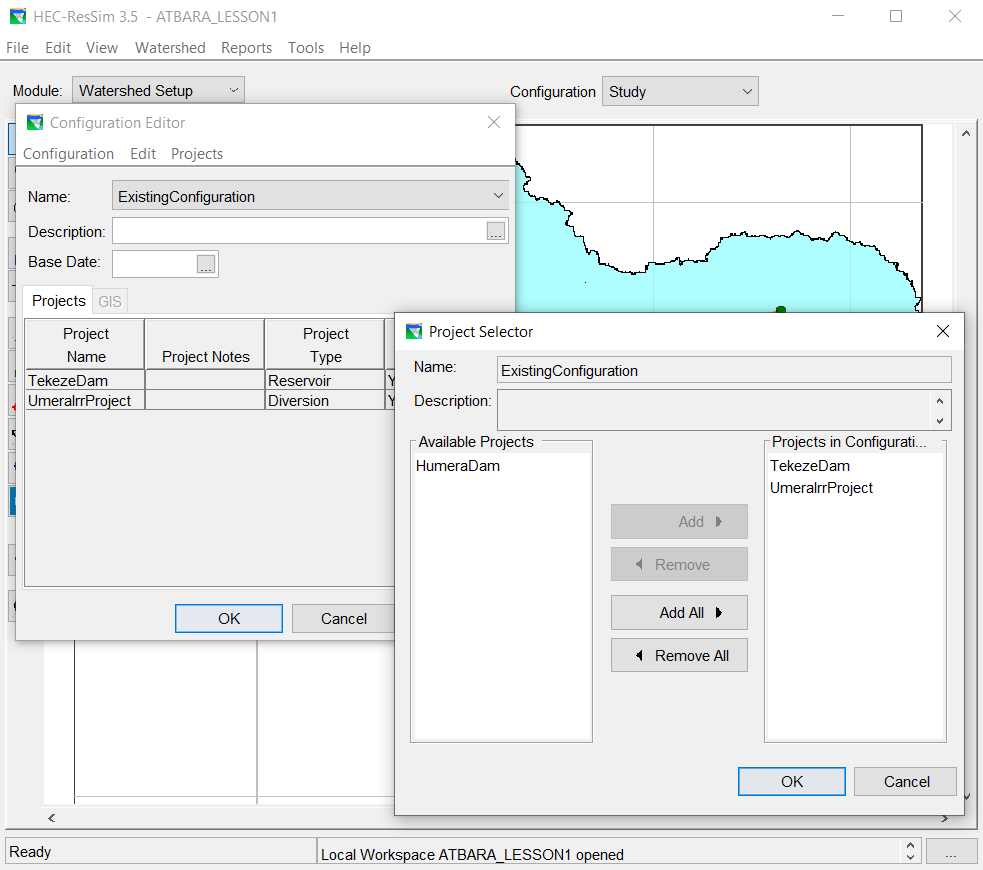 HEC-ResSim 3.5 - ATBARA_LESSON1
File Edit View Watershed Reports Tools Help
Module: Watershed Setup
Configuration Study
Configuration Editor
Configuration Edit Projects
Name: ExistingConfiguration
Description: ...
Base Date: ...
Projects GIS
Project Name Project Notes Project Type
TekezeDam Reservoir Y
UmeraIrrProject Diversion Y
OK Cancel
Project Selector
Name: ExistingConfiguration
Description:
Available Projects
HumeraDam
Add
Remove
Add All
Remove All
Projects in Configurati...
TekezeDam
UmeraIrrProject
OK Cancel
Ready
Local Workspace ATBARA_LESSON1 opened
...